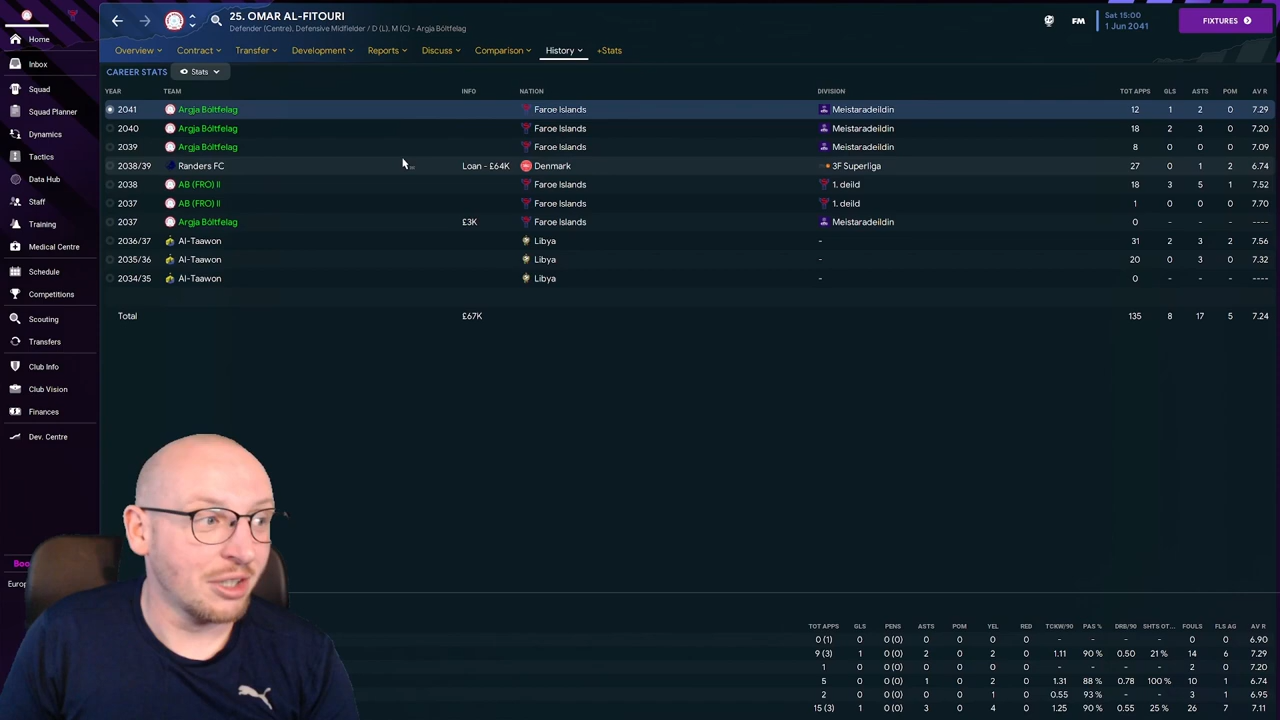 25. OMAR AL-FITOURI
Defender (Centre), Defensive Midfielder / D (L), M (C) - Argja Bóltfelag
FM
Sat 15:00
1 Jun 2041
FIXTURES
Home
Inbox
Squad
Squad Planner
Dynamics
Tactics
Data Hub
Staff
Training
Medical Centre
Schedule
Competitions
Scouting
Transfers
Club Info
Club Vision
Finances
Dev. Centre
Overview Contract Transfer Development Reports Discuss Comparison History +Stats
CAREER STATS Stats
YEAR TEAM INFO NATION DIVISION TOT APPS GLS ASTS POM AV R
2041 Argja Bóltfelag Faroe Islands Meistaradeildin 12 1 2 0 7.29
2040 Argja Bóltfelag Faroe Islands Meistaradeildin 18 2 3 0 7.20
2039 Argja Bóltfelag Faroe Islands Meistaradeildin 8 0 0 0 7.09
2038/39 Randers FC Loan - £64K Denmark 3F Superliga 27 0 1 2 6.74
2038 AB (FRO) II Faroe Islands 1. deild 18 3 5 1 7.52
2037 AB (FRO) II Faroe Islands 1. deild 1 0 0 0 7.70
2037 Argja Bóltfelag £3K Faroe Islands Meistaradeildin 0 - - - ----
2036/37 Al-Taawon Libya - 31 2 3 2 7.56
2035/36 Al-Taawon Libya - 20 0 3 0 7.32
2034/35 Al-Taawon Libya - 0 - - - ----
Total £67K 135 8 17 5 7.24
TOT APPS GLS PENS ASTS POM YEL RED TCKW/90 PAS % DRB/90 SHTS OT... FOULS FLS AG AV R
0 (1) 0 0 (0) 0 0 0 0 - - - - 0 0 6.90
9 (3) 1 0 (0) 2 0 2 0 1.11 90 % 0.50 21 % 14 6 7.29
1 0 0 (0) 0 0 0 0 - - - - 2 0 7.20
5 0 0 (0) 1 0 2 0 1.31 88 % 0.78 100 % 10 1 6.74
2 0 0 (0) 0 0 1 0 0.55 93 % - - 3 1 6.95
15 (3) 1 0 (0) 3 0 4 0 1.25 90 % 0.55 25 % 26 7 7.11